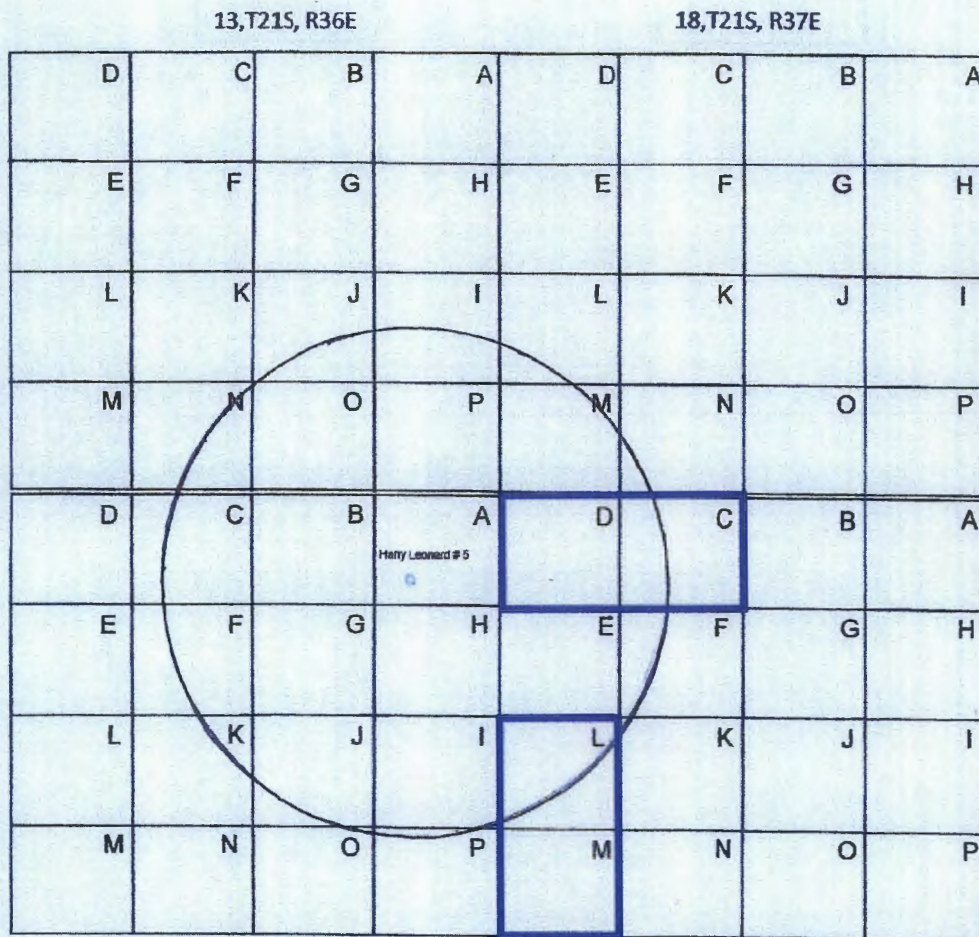 13,T21S, R36E 18,T21S, R37E
D C B A D C B A
E F G H E F G H
L K J I L K J I
M N O P M N O P
D C B A D C B A
Harry Leonard # 5
E F G H E F G H
L K J I L K J I
M N O P M N O P